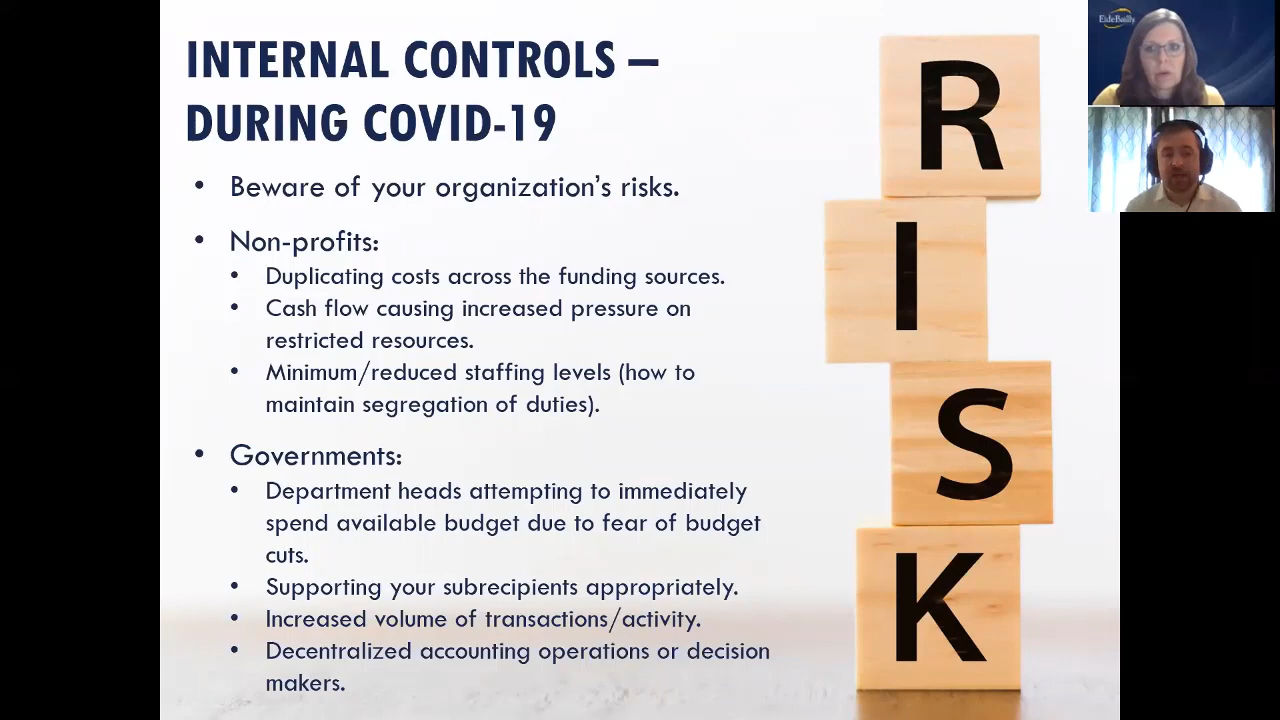 INTERNAL CONTROLS –
DURING COVID-19
• Beware of your organization's risks.
• Non-profits:
• Duplicating costs across the funding sources.
• Cash flow causing increased pressure on
restricted resources.
• Minimum/reduced staffing levels (how to
maintain segregation of duties).
• Governments:
• Department heads attempting to immediately
spend available budget due to fear of budget
cuts.
• Supporting your subrecipients appropriately.
• Increased volume of transactions/activity.
• Decentralized accounting operations or decision
makers.
R
I
S
K
EideBailly